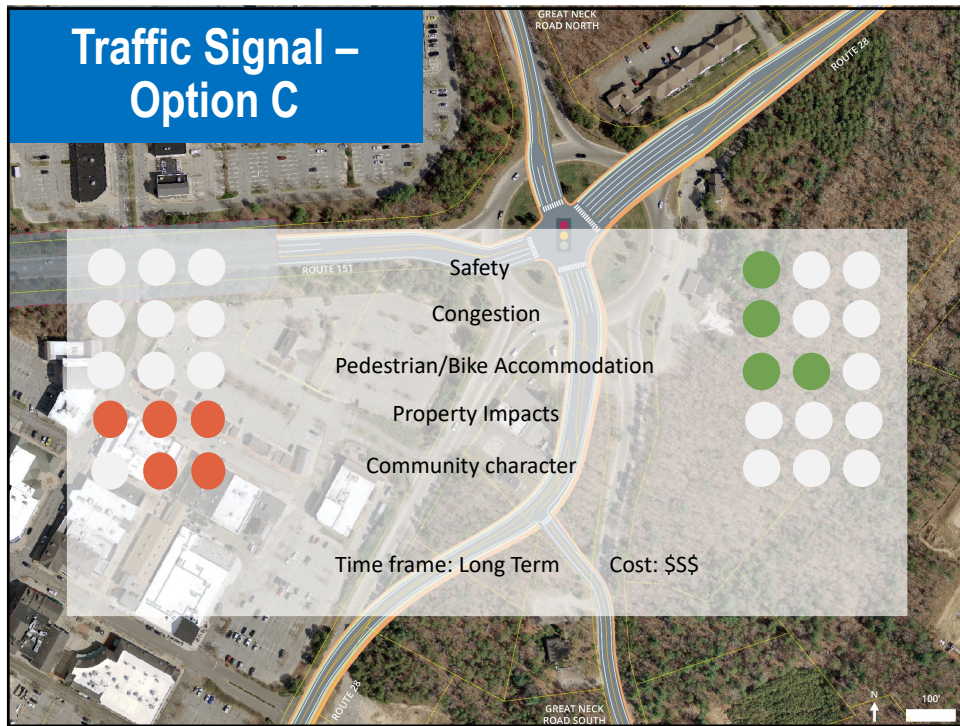 Traffic Signal –
Option C
GREAT NECK
ROAD NORTH
ROUTE 28
ROUTE 151
Safety
Congestion
Pedestrian/Bike Accommodation
Property Impacts
Community character
Time frame: Long Term Cost: $S$
ROUTE 28
GREAT NECK
ROAD SOUTH
N
100'